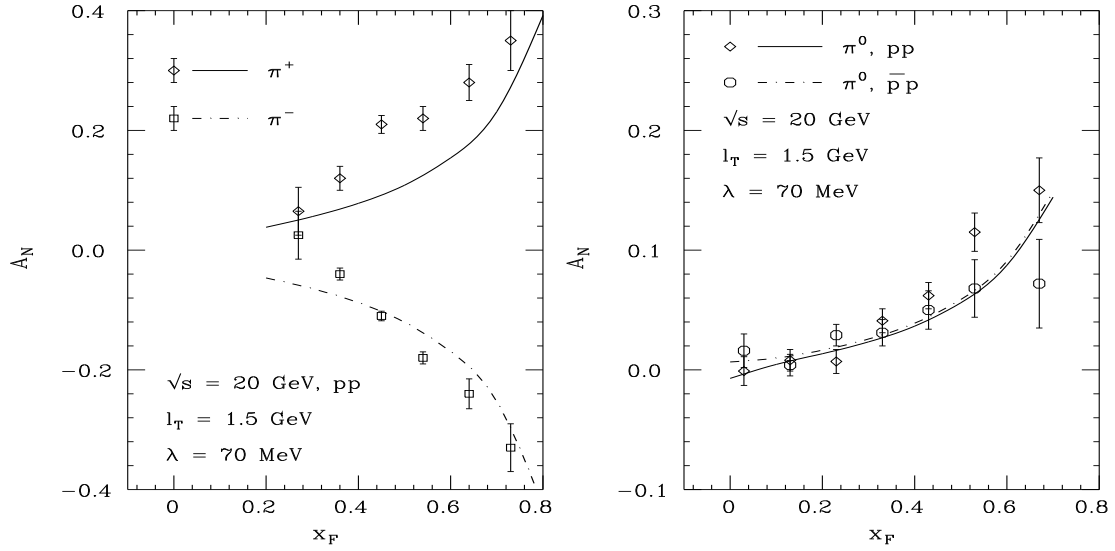 0.4
0.2
0.0
−0.2
−0.4
A_N
π⁺
π⁻
√s = 20 GeV, pp
l_T = 1.5 GeV
λ = 70 MeV
0 0.2 0.4 0.6 0.8
x_F
0.3
0.2
0.1
0.0
−0.1
A_N
π⁰, pp
π⁰, p̄p
√s = 20 GeV
l_T = 1.5 GeV
λ = 70 MeV
0 0.2 0.4 0.6 0.8
x_F